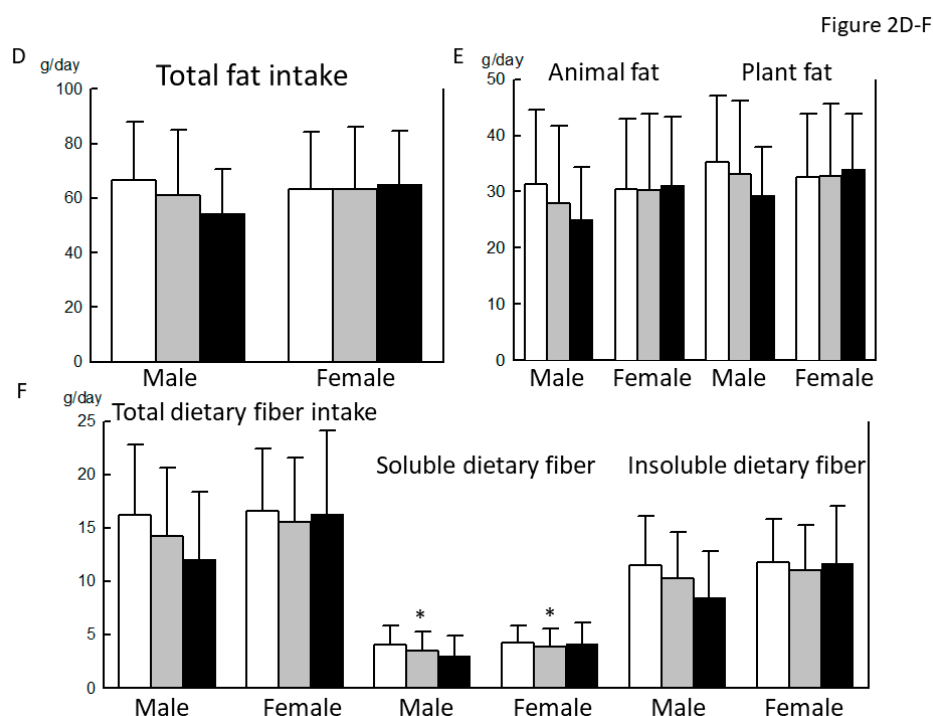 Figure 2D-F
D
g/day
Total fat intake
100
80
60
40
20
0
Male Female
E
g/day
Animal fat Plant fat
50
40
30
20
10
0
Male Female Male Female
F
g/day
Total dietary fiber intake
25
20
15
10
5
0
Soluble dietary fiber
Insoluble dietary fiber
* *
Male Female Male Female Male Female